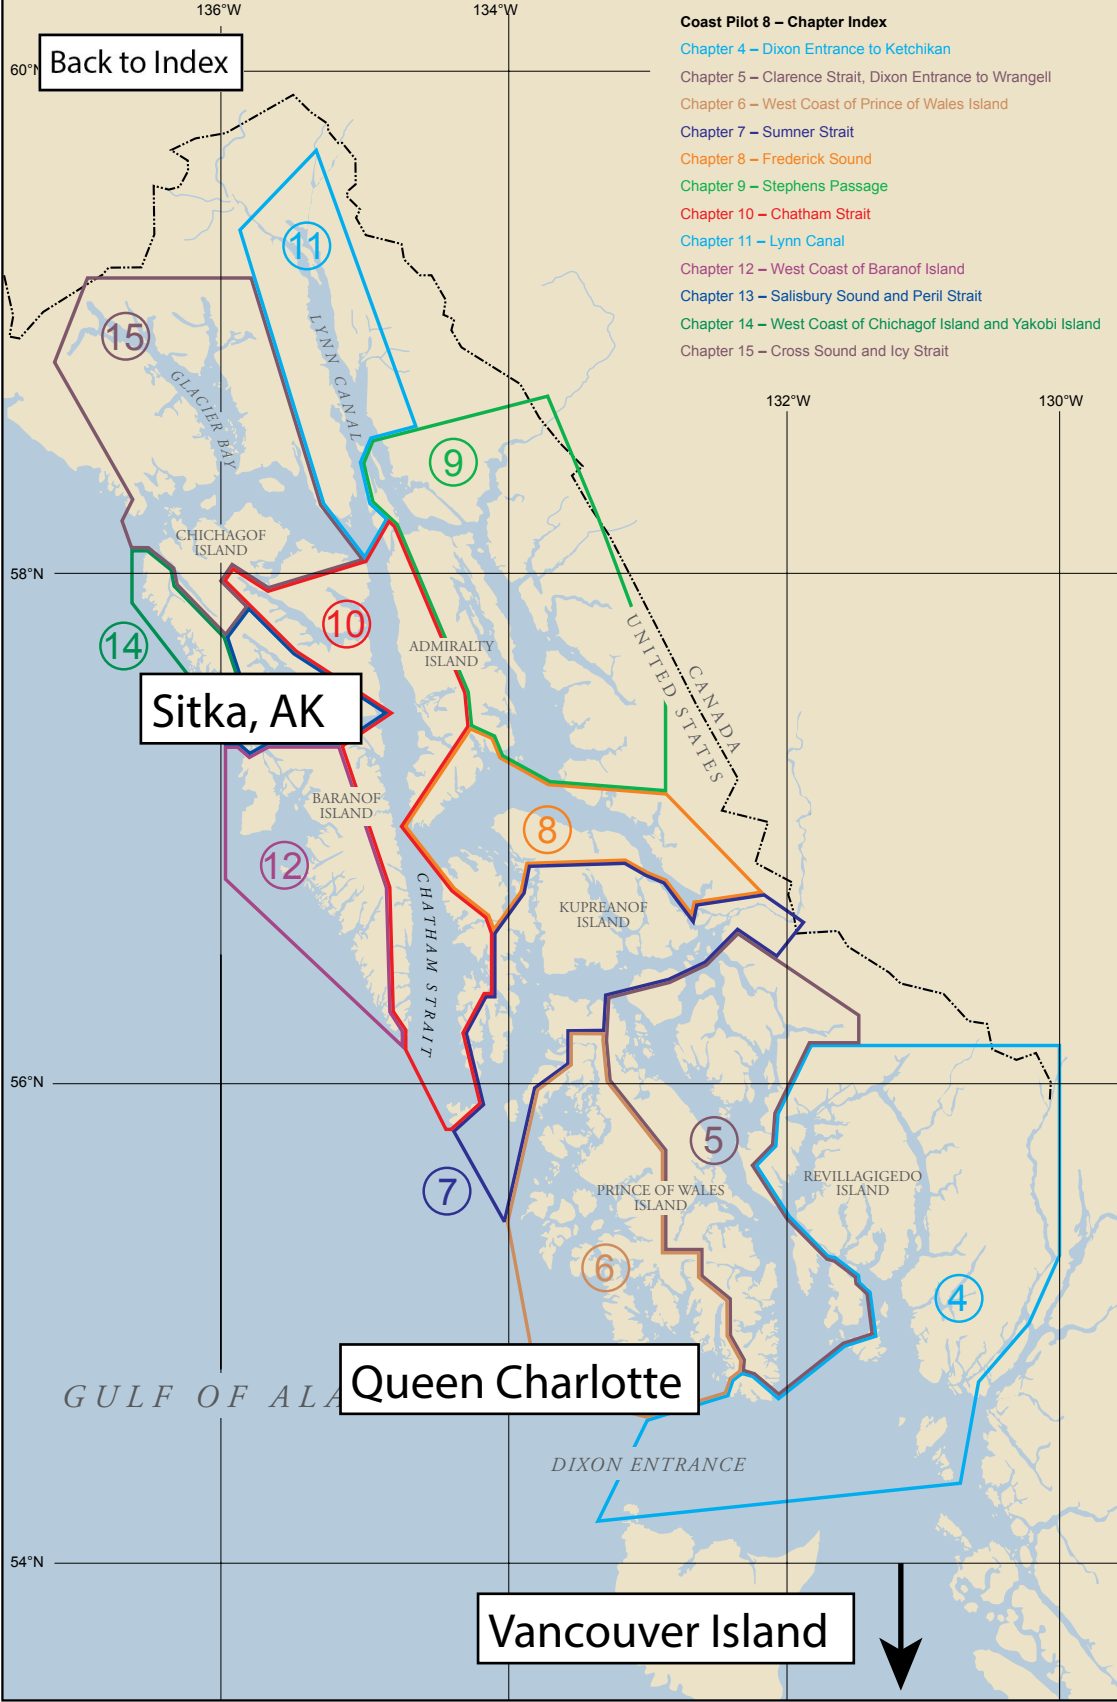 136°W
134°W
Coast Pilot 8 – Chapter Index
Chapter 4 – Dixon Entrance to Ketchikan
Chapter 5 – Clarence Strait, Dixon Entrance to Wrangell
Chapter 6 – West Coast of Prince of Wales Island
Chapter 7 – Sumner Strait
Chapter 8 – Frederick Sound
Chapter 9 – Stephens Passage
Chapter 10 – Chatham Strait
Chapter 11 – Lynn Canal
Chapter 12 – West Coast of Baranof Island
Chapter 13 – Salisbury Sound and Peril Strait
Chapter 14 – West Coast of Chichagof Island and Yakobi Island
Chapter 15 – Cross Sound and Icy Strait
60°N
Back to Index
11
15
LYNN CANAL
GLACIER BAY
132°W
130°W
9
CHICHAGOF
ISLAND
58°N
10
14
ADMIRALTY
ISLAND
CANADA
UNITED STATES
Sitka, AK
BARANOF
ISLAND
8
12
CHATHAM STRAIT
KUPREANOF
ISLAND
56°N
5
7
PRINCE OF WALES
ISLAND
REVILLAGIGEDO
ISLAND
6
4
Queen Charlotte
GULF OF ALA
DIXON ENTRANCE
54°N
Vancouver Island